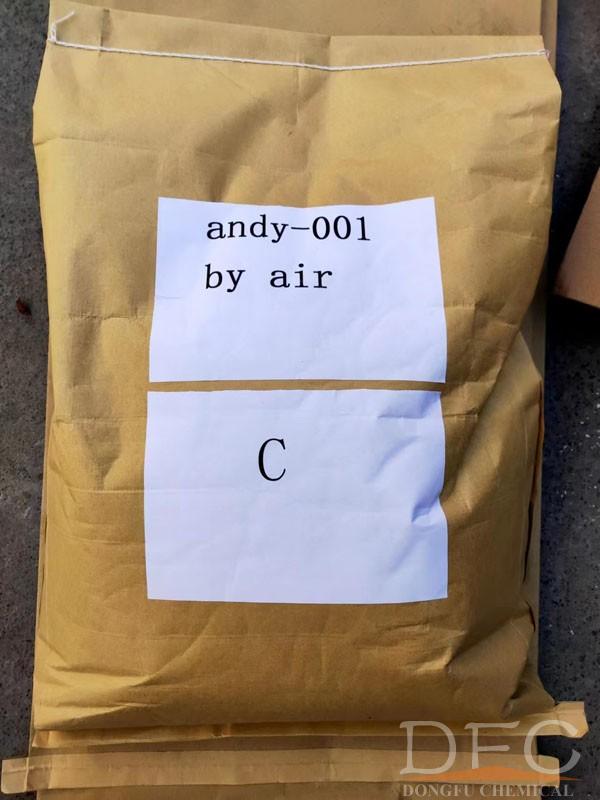 andy-001
by air
C
DFC
DONGFU CHEMICAL